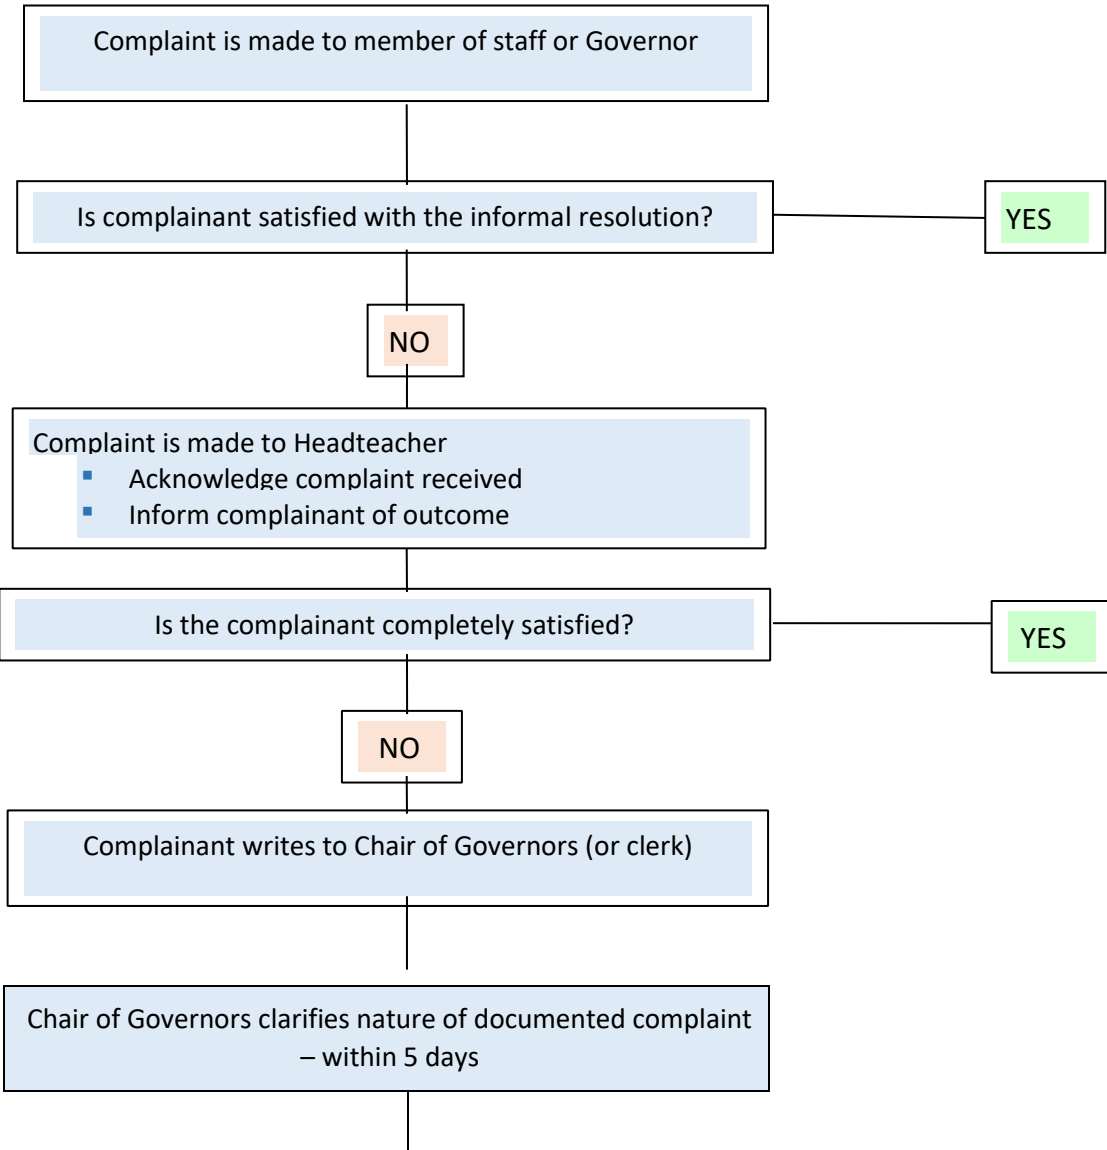 Complaint is made to member of staff or Governor
Is complainant satisfied with the informal resolution?
YES
NO
Complaint is made to Headteacher
▪ Acknowledge complaint received
▪ Inform complainant of outcome
Is the complainant completely satisfied?
YES
NO
Complainant writes to Chair of Governors (or clerk)
Chair of Governors clarifies nature of documented complaint
– within 5 days